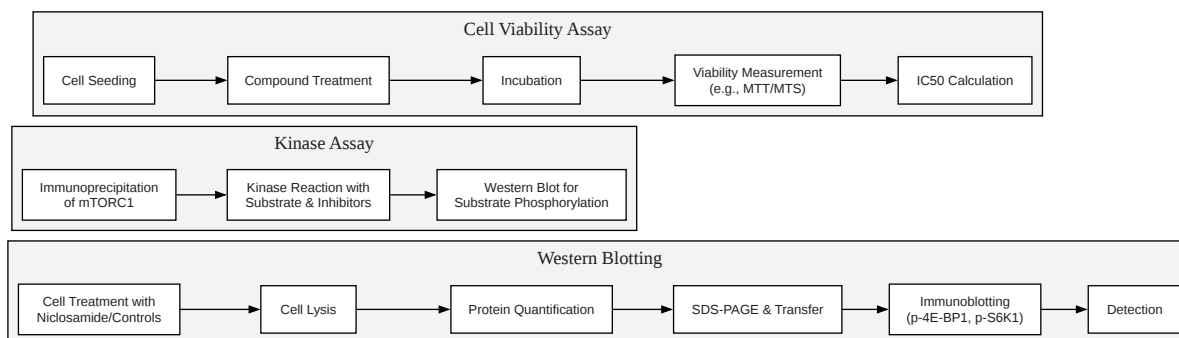 Cell Viability Assay
Cell Seeding
Compound Treatment
Incubation
Viability Measurement
(e.g., MTT/MTS)
IC50 Calculation
Kinase Assay
Immunoprecipitation
of mTORC1
Kinase Reaction with
Substrate & Inhibitors
Western Blot for
Substrate Phosphorylation
Western Blotting
Cell Treatment with
Niclosamide/Controls
Cell Lysis
Protein Quantification
SDS-PAGE & Transfer
Immunoblotting
(p-4E-BP1, p-S6K1)
Detection